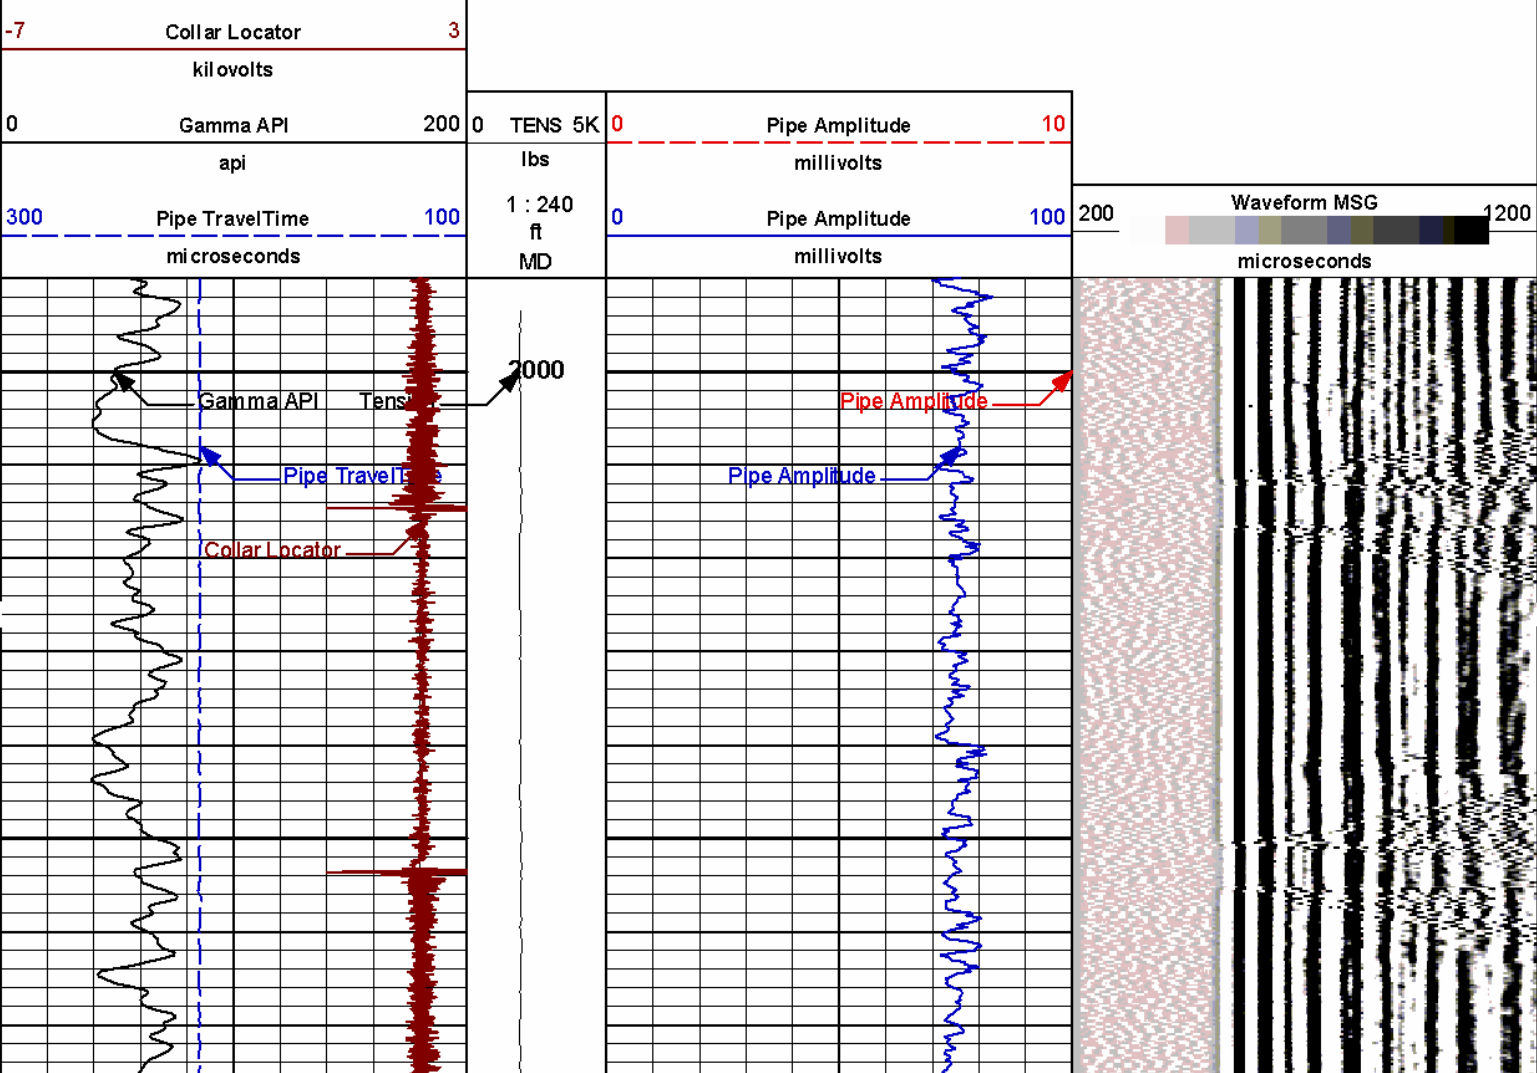 -7 Collar Locator 3
kilovolts
0 Gamma API 200
api
300 Pipe TravelTime 100
microseconds
0 TENS 5K
lbs
1 : 240
ft
MD
0 Pipe Amplitude 10
millivolts
0 Pipe Amplitude 100
millivolts
Waveform MSG
200 1200
microseconds
2000
Gamma API
Pipe Amplitude
Pipe Amplitude
Collar Locator